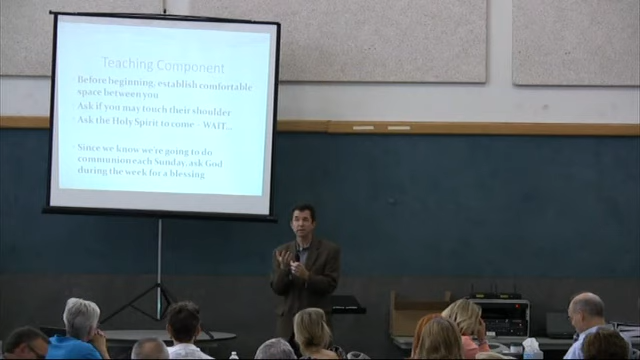 Teaching Component
Before beginning, establish comfortable
space between you
Ask if you may touch their shoulder
Ask the Holy Spirit to come – WAIT...
Since we know we're going to do
communion each Sunday, ask God
during the week for a blessing